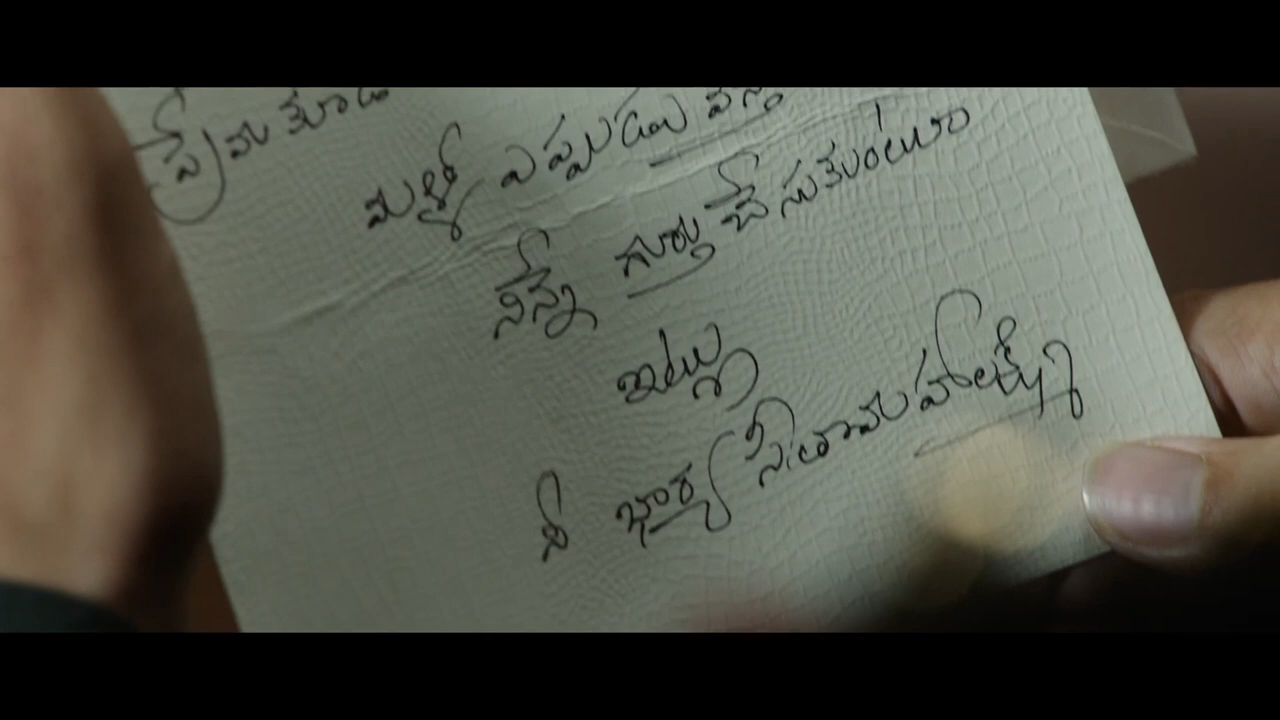 మళ్ళీ ఎప్పుడు
నిన్నే గుర్తు చేసుకుంటూ
ఇట్లు
నీ భార్య సీతామహాలక్ష్మి